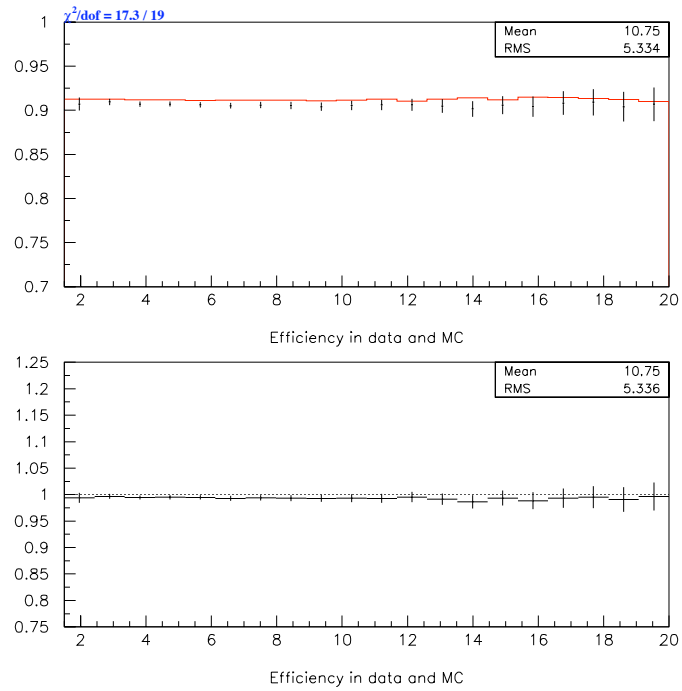 χ²/dof = 17.3 / 19
Mean 10.75
RMS 5.334
1
0.95
0.9
0.85
0.8
0.75
0.7
2 4 6 8 10 12 14 16 18 20
Efficiency in data and MC
Mean 10.75
RMS 5.336
1.25
1.2
1.15
1.1
1.05
1
0.95
0.9
0.85
0.8
0.75
2 4 6 8 10 12 14 16 18 20
Efficiency in data and MC